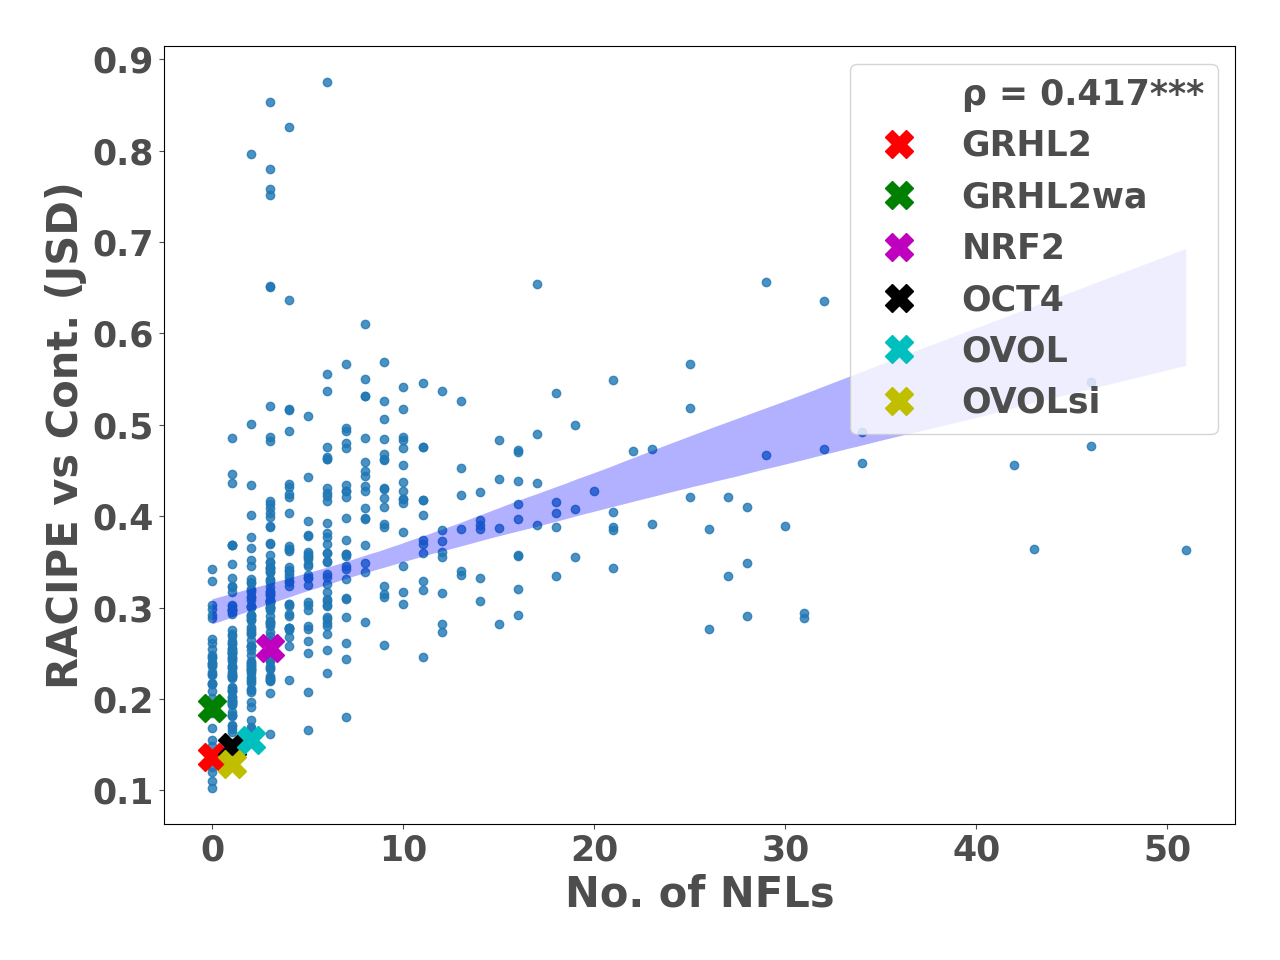 RACIPE vs Cont. (JSD)
0.9
0.8
0.7
0.6
0.5
0.4
0.3
0.2
0.1
ρ = 0.417***
GRHL2
GRHL2wa
NRF2
OCT4
OVOL
OVOLsi
0 10 20 30 40 50
No. of NFLs